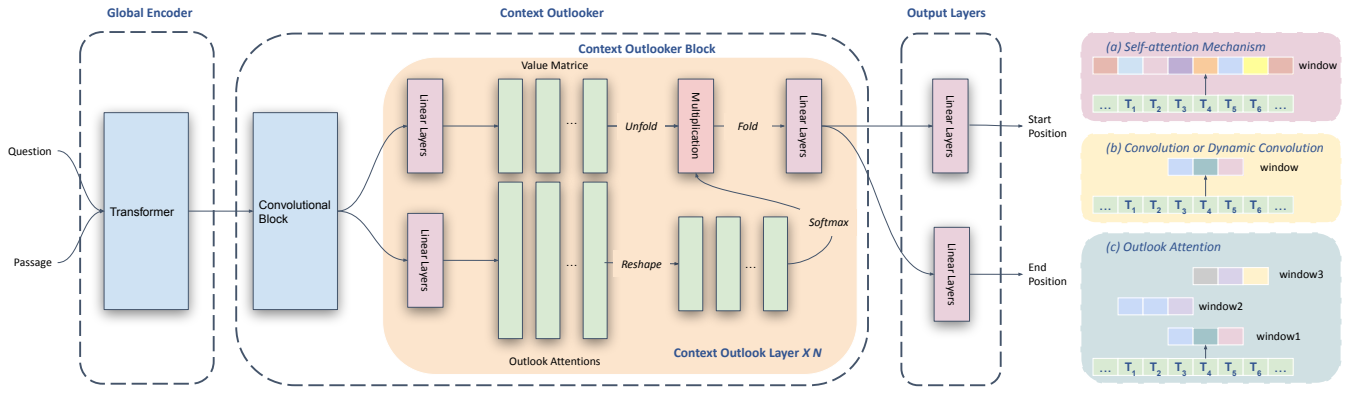 Global Encoder
Context Outlooker
Output Layers
Context Outlooker Block
Value Matrice
Question
Passage
Transformer
Convolutional
Block
Linear Layers
Linear Layers
...
...
Unfold
Reshape
Multiplication
Fold
Linear Layers
...
Softmax
Outlook Attentions
Context Outlook Layer X N
Linear Layers
Linear Layers
Start
Position
End
Position
(a) Self-attention Mechanism
window
... T1 T2 T3 T4 T5 T6 ...
(b) Convolution or Dynamic Convolution
window
... T1 T2 T3 T4 T5 T6 ...
(c) Outlook Attention
window3
window2
window1
... T1 T2 T3 T4 T5 T6 ...